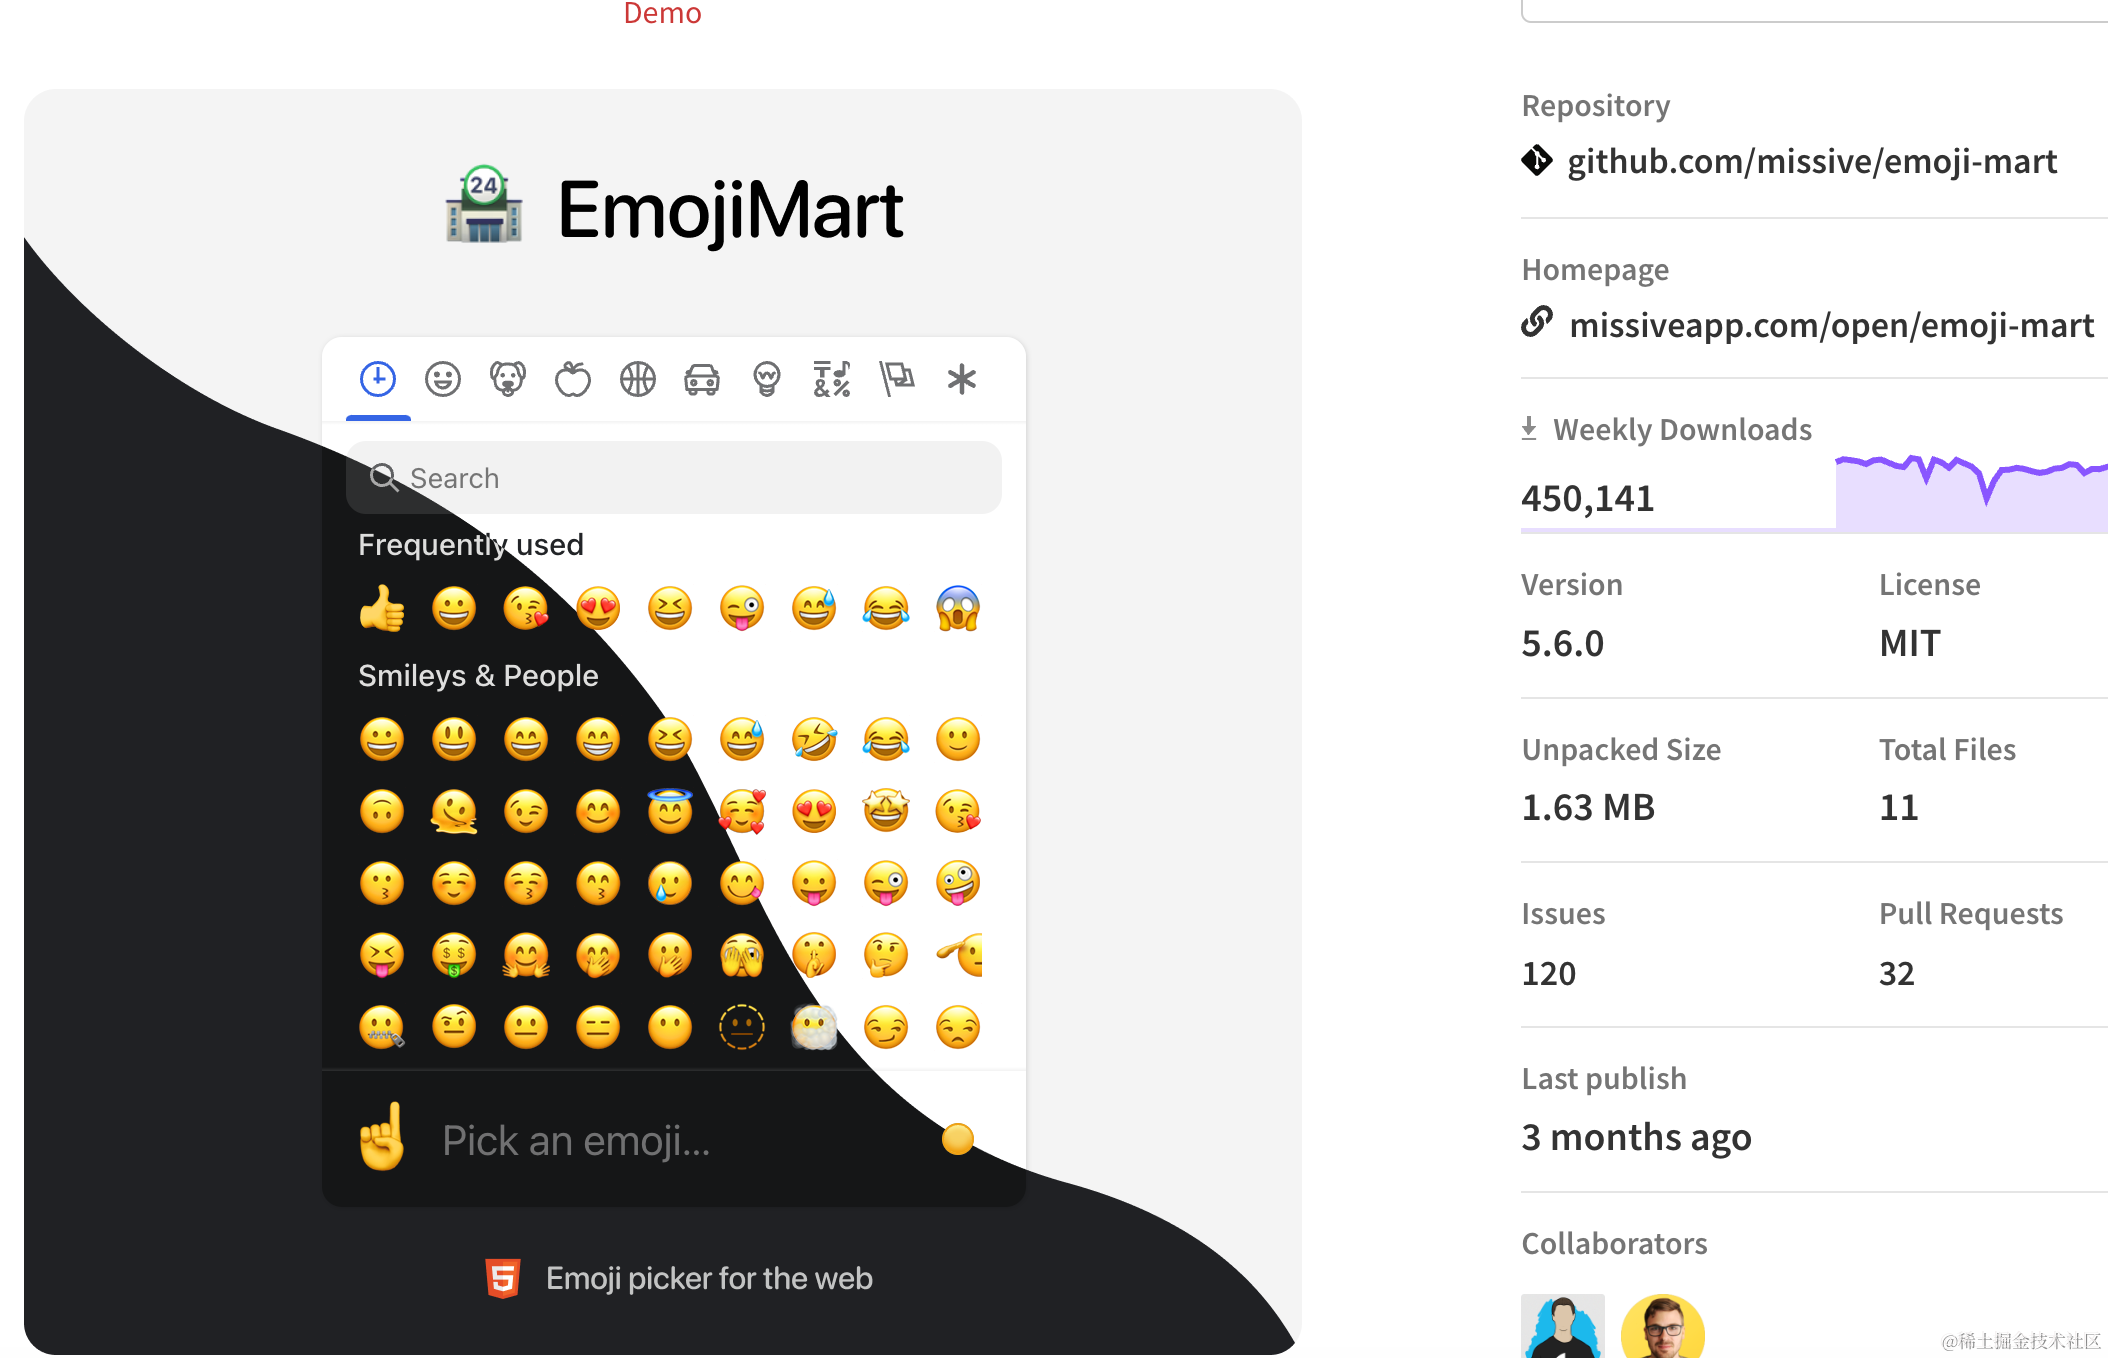 Demo
24
EmojiMart
Search
Frequently used
Smileys & People
Pick an emoji...
5
Emoji picker for the web
Repository
github.com/missive/emoji-mart
Homepage
missiveapp.com/open/emoji-mart
Weekly Downloads
450,141
Version
License
5.6.0
MIT
Unpacked Size
Total Files
1.63 MB
11
Issues
Pull Requests
120
32
Last publish
3 months ago
Collaborators
@稀土掘金技术社区